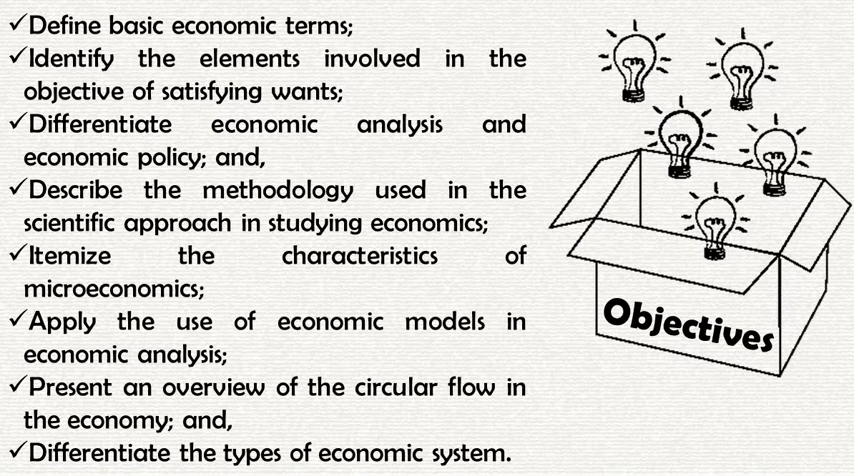 ✓Define basic economic terms;
✓Identify the elements involved in the
objective of satisfying wants;
✓Differentiate economic analysis and
economic policy; and,
✓Describe the methodology used in the
scientific approach in studying economics;
✓Itemize the characteristics of
microeconomics;
✓Apply the use of economic models in
economic analysis;
✓Present an overview of the circular flow in
the economy; and,
✓Differentiate the types of economic system.
Objectives